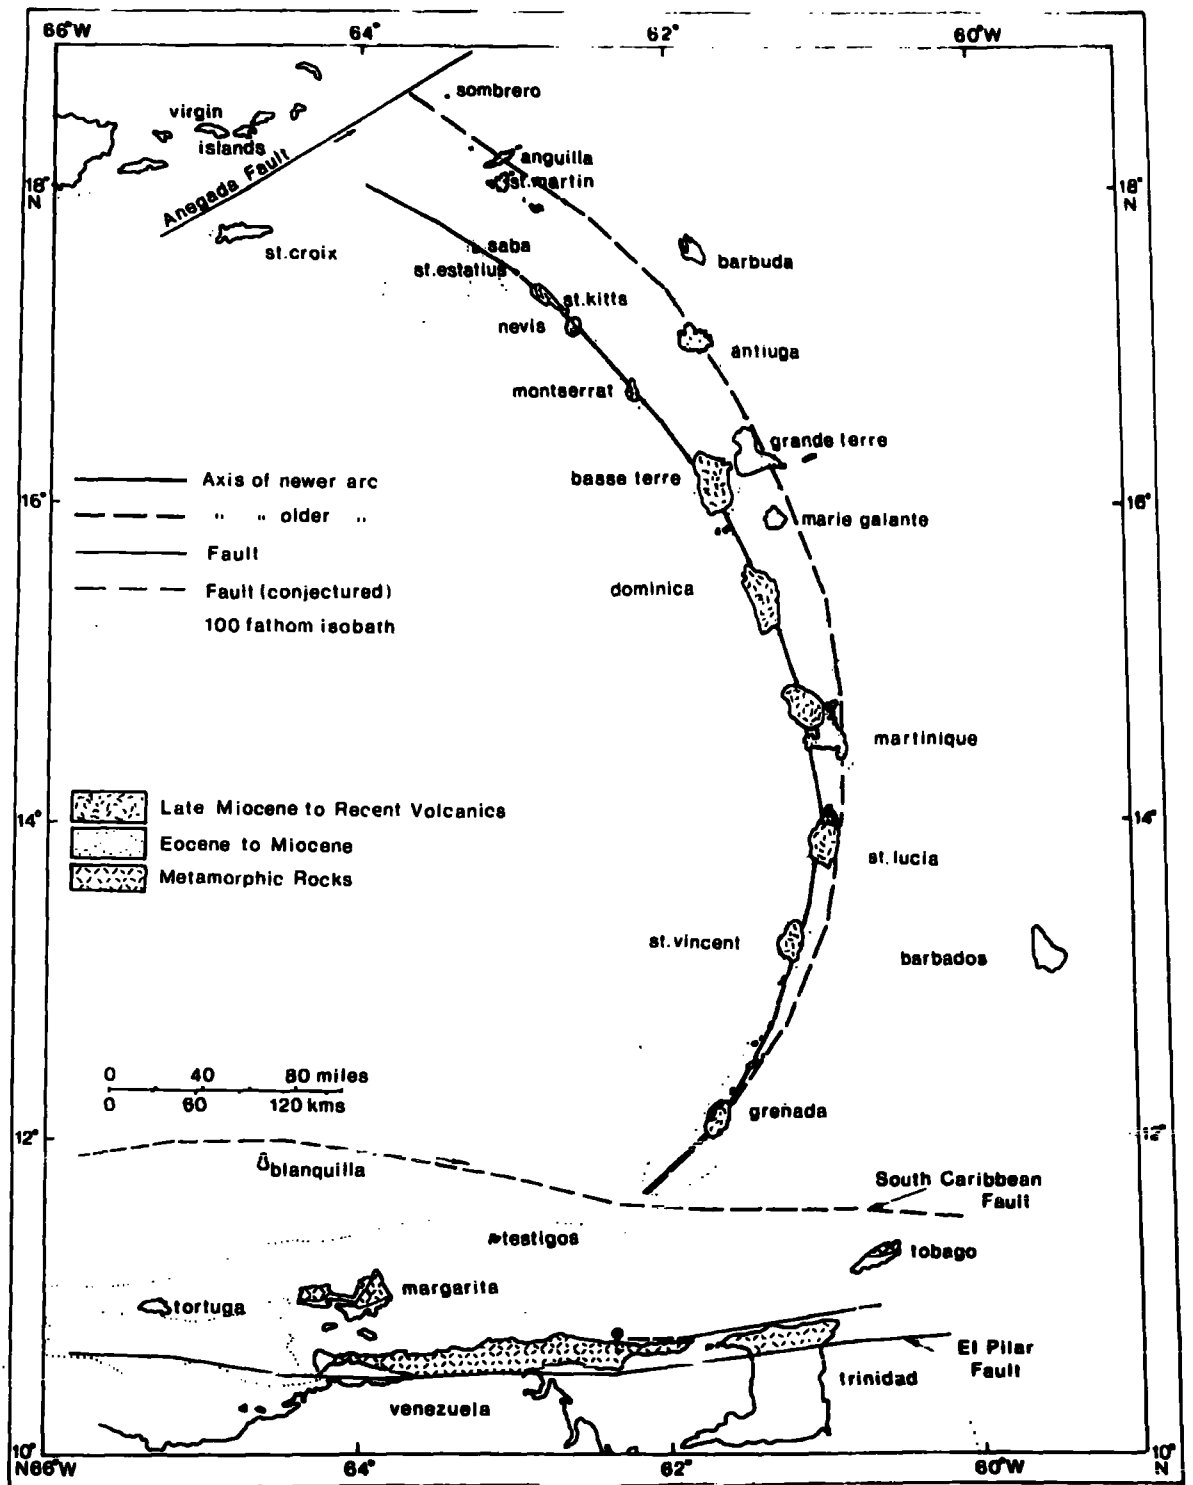 66°W 64° 62° 60°W
sombrero
virgin
islands
anguilla
Anegada Fault
st.martin
18°
N
18°
N
st.croix
saba
barbuda
st.estatius
st.kitts
nevis
antiuga
montserrat
grande terre
basse terre
Axis of newer arc
" " older "
Fault
Fault (conjectured)
100 fathom isobath
16°
16°
marie galante
dominica
martinique
Late Miocene to Recent Volcanics
Eocene to Miocene
Metamorphic Rocks
14°
14°
st.lucia
st.vincent
barbados
0 40 80 miles
0 60 120 kms
grenada
12°
12°
blanquilla
South Caribbean
Fault
testigos
tobago
margarita
tortuga
El Pilar
Fault
trinidad
venezuela
10°
10°
N
N66°W 64° 62° 60°W